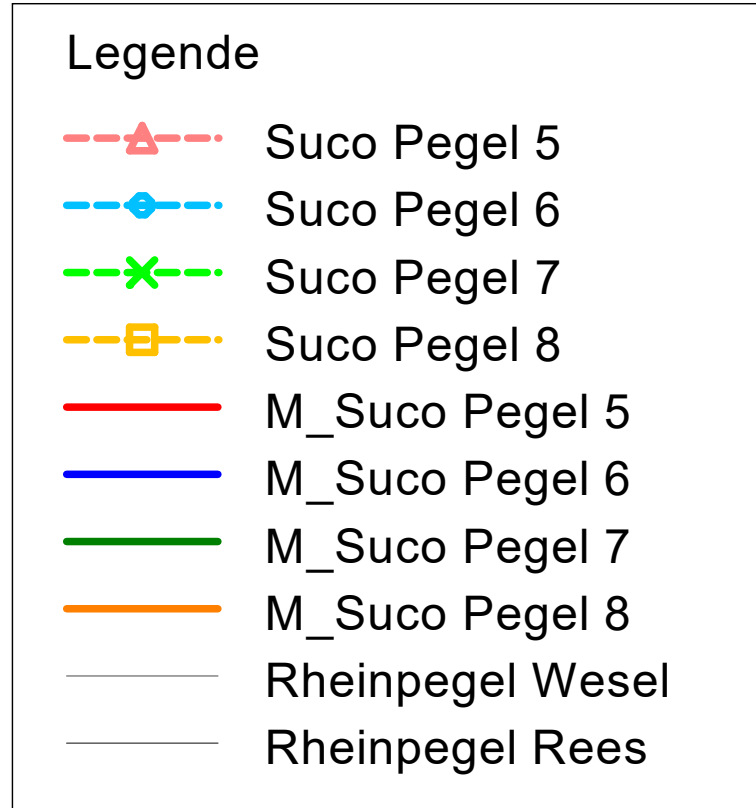 Legende
Suco Pegel 5
Suco Pegel 6
Suco Pegel 7
Suco Pegel 8
M_Suco Pegel 5
M_Suco Pegel 6
M_Suco Pegel 7
M_Suco Pegel 8
Rheinpegel Wesel
Rheinpegel Rees